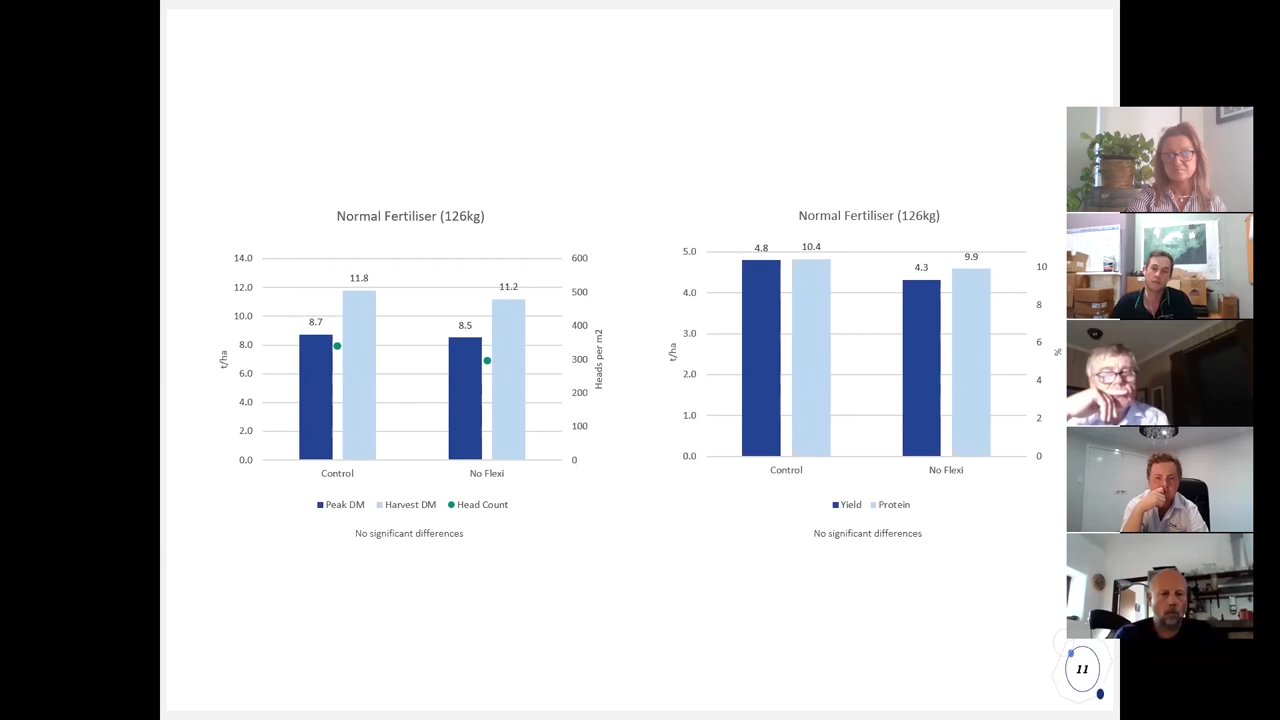 Normal Fertiliser (126kg)
14.0
12.0
10.0
8.0
6.0
4.0
2.0
0.0
t/ha
600
500
400
300
200
100
0
Heads per m2
8.7
11.8
8.5
11.2
Control
No Flexi
Peak DM
Harvest DM
Head Count
No significant differences
Normal Fertiliser (126kg)
5.0
4.0
3.0
2.0
1.0
0.0
t/ha
10
8
6
4
2
0
%
4.8
10.4
4.3
9.9
Control
No Flexi
Yield
Protein
No significant differences
11